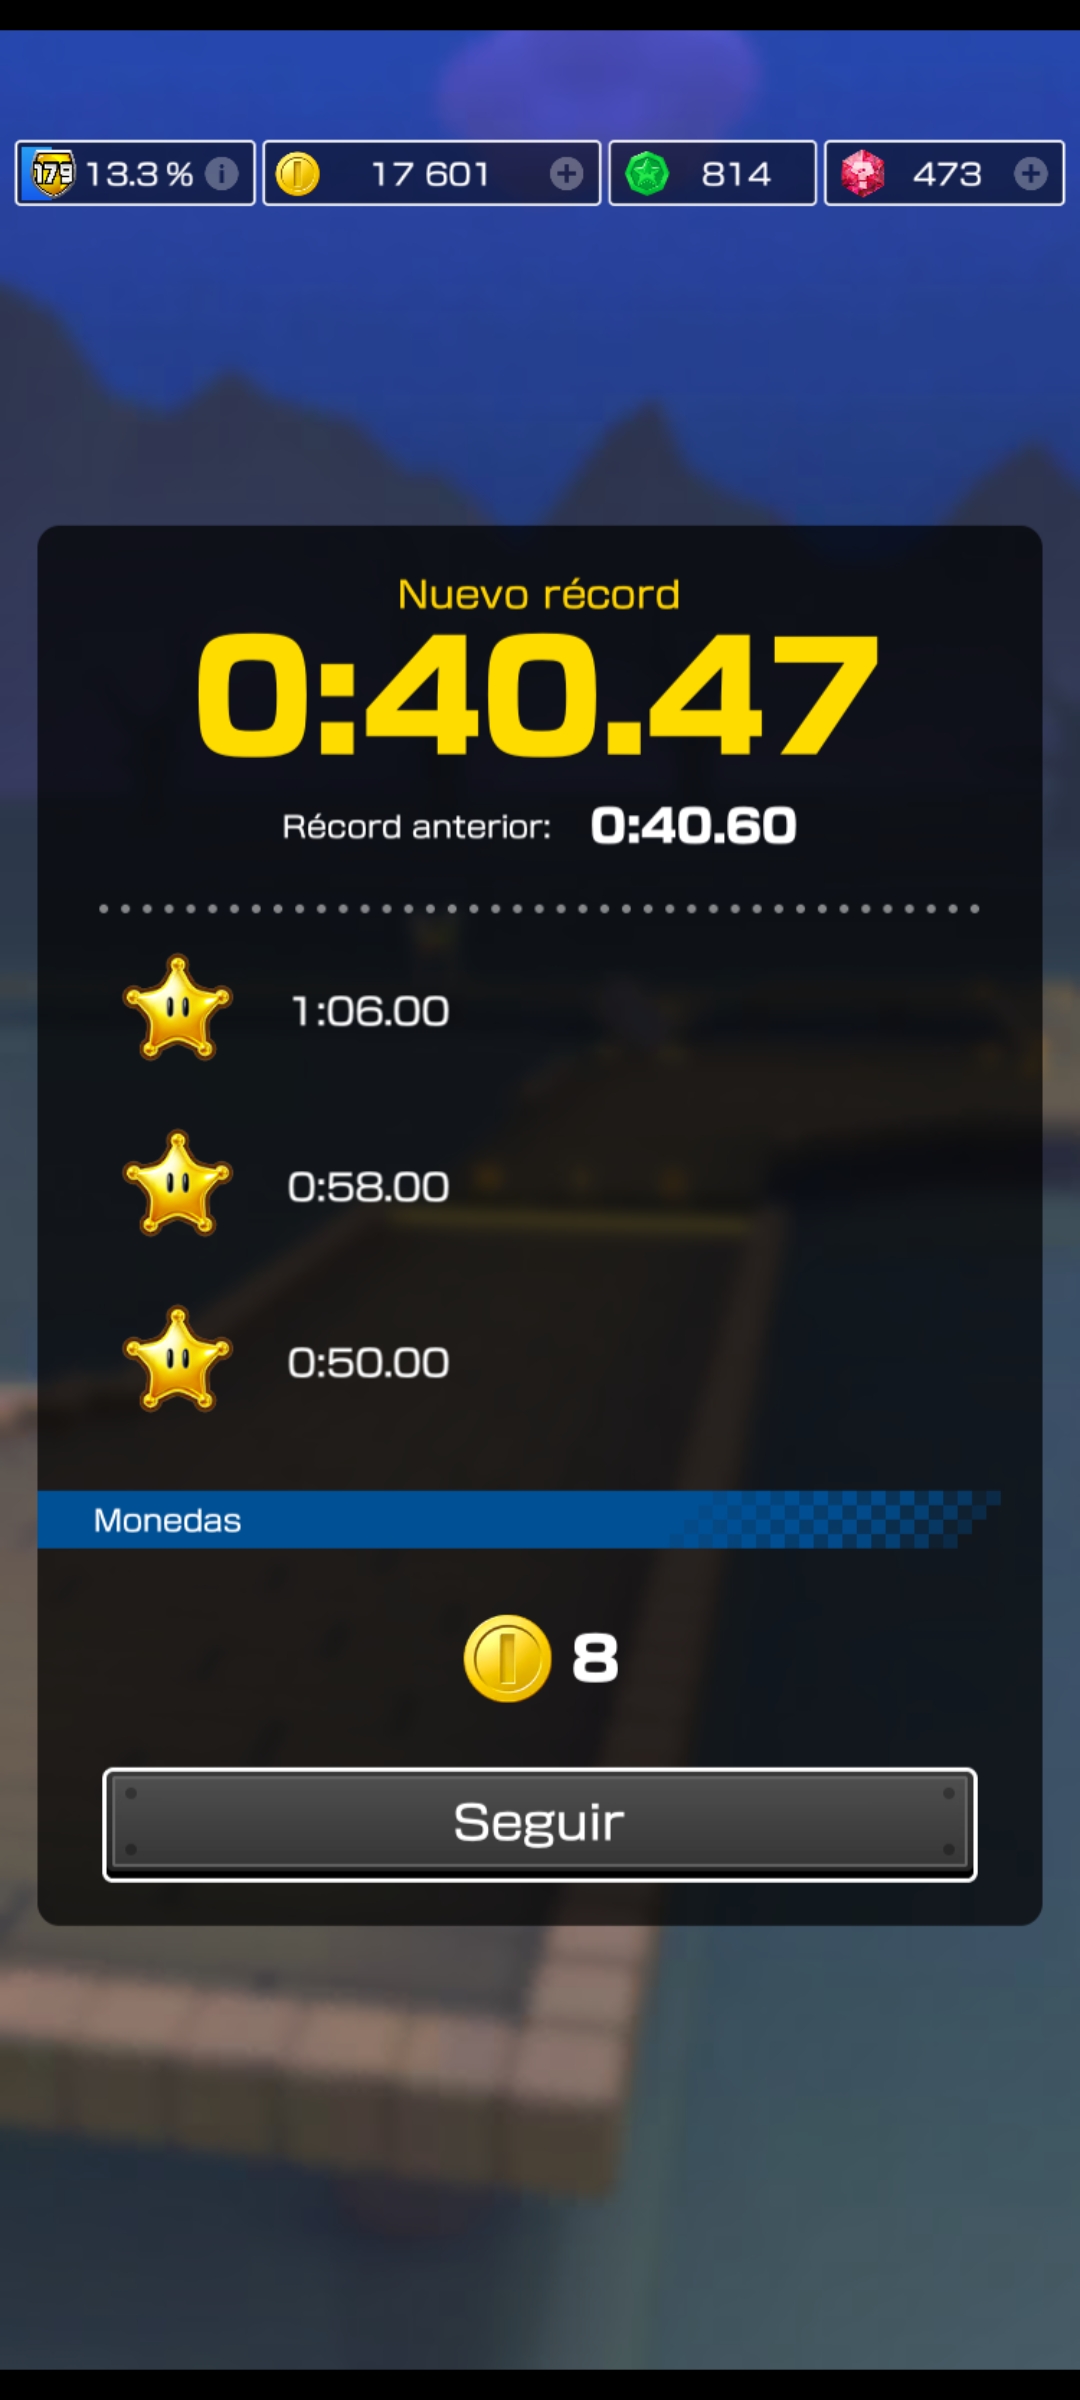 179 13.3% i 17 601 + 814 473 +
Nuevo récord
0:40.47
Récord anterior: 0:40.60
1:06.00
0:58.00
0:50.00
Monedas
8
Seguir